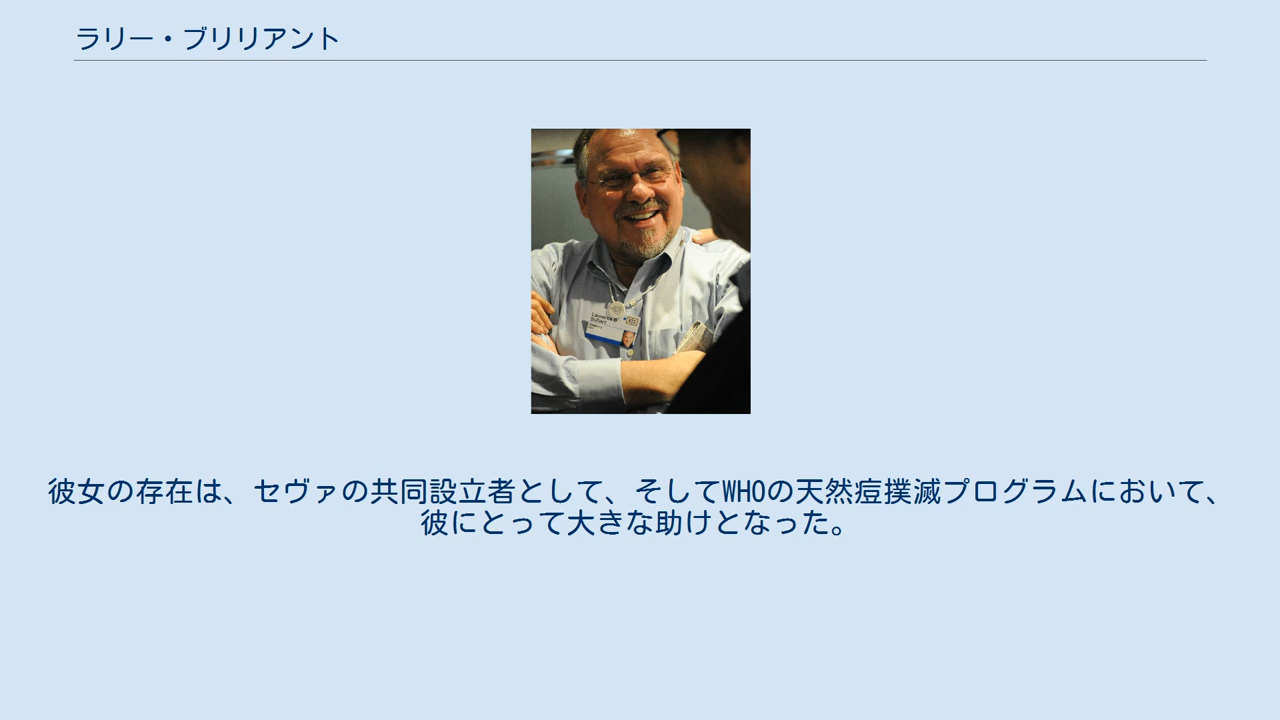 ラリー・ブリリアント
彼女の存在は、セヴァの共同設立者として、そしてWHOの天然痘撲滅プログラムにおいて、
彼にとって大きな助けとなった。